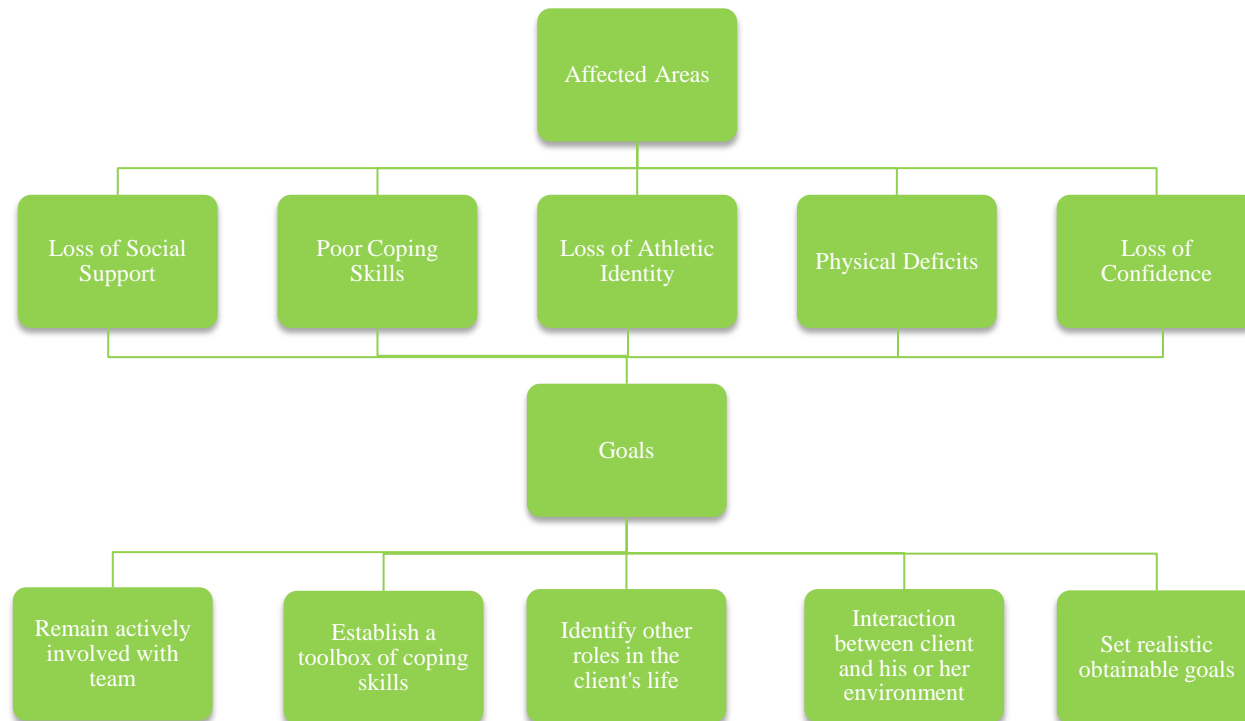 Affected Areas
Loss of Social
Support
Poor Coping
Skills
Loss of Athletic
Identity
Physical Deficits
Loss of
Confidence
Goals
Remain actively
involved with
team
Establish a
toolbox of coping
skills
Identify other
roles in the
client's life
Interaction
between client
and his or her
environment
Set realistic
obtainable goals